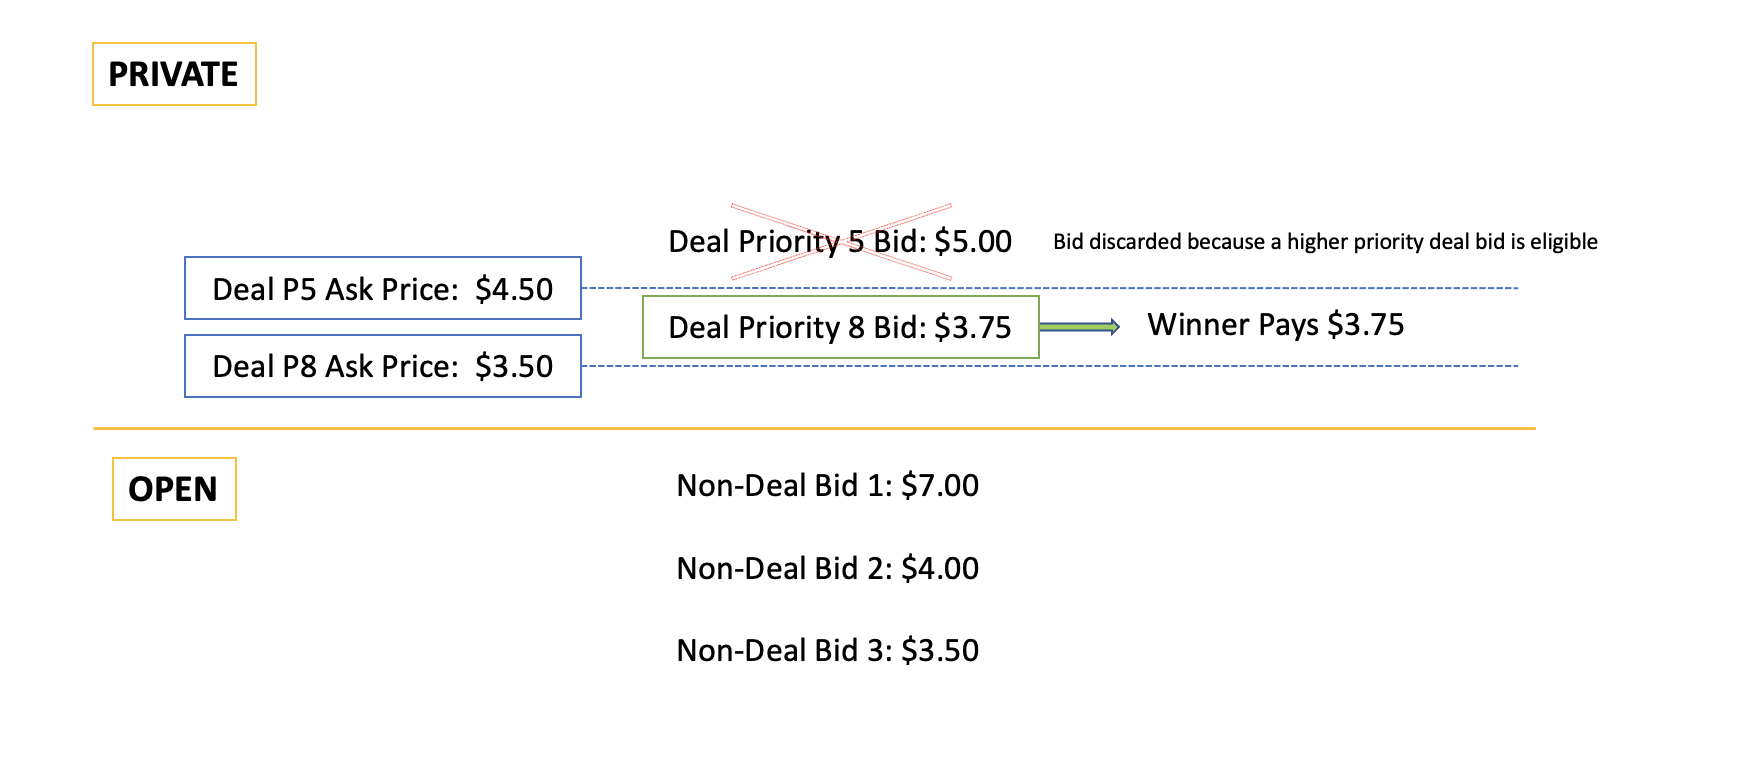 PRIVATE
Deal Priority 5 Bid: $5.00
Bid discarded because a higher priority deal bid is eligible
Deal P5 Ask Price: $4.50
Deal Priority 8 Bid: $3.75
Winner Pays $3.75
Deal P8 Ask Price: $3.50
OPEN
Non-Deal Bid 1: $7.00
Non-Deal Bid 2: $4.00
Non-Deal Bid 3: $3.50